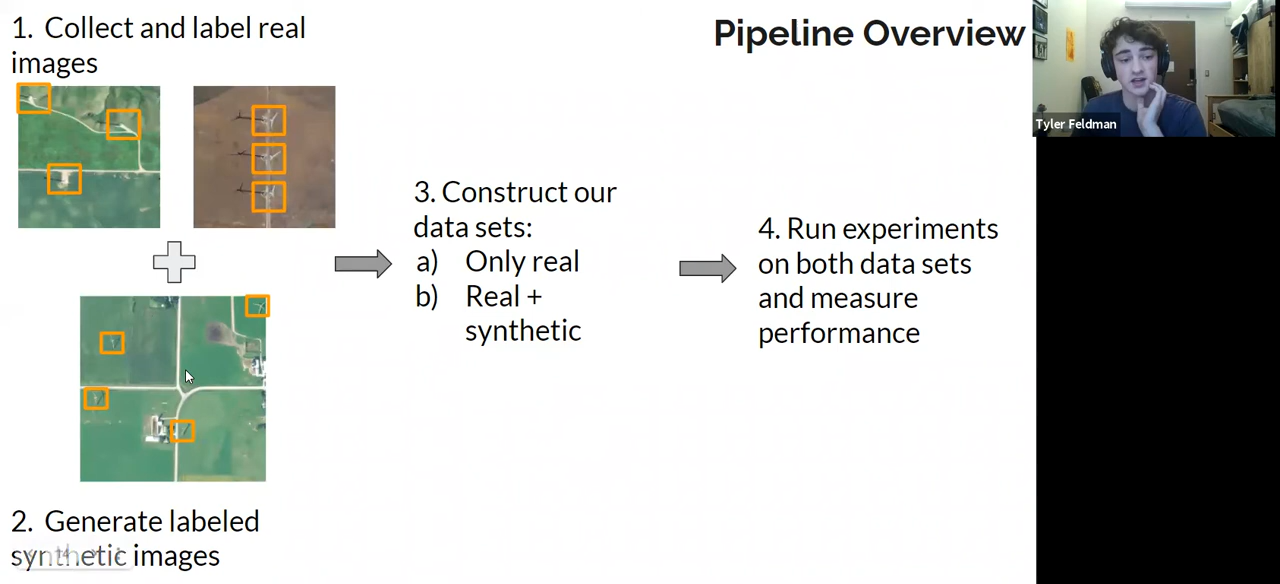 1. Collect and label real
images
Pipeline Overview
Tyler Feldman
3. Construct our
data sets:
a) Only real
b) Real +
synthetic
4. Run experiments
on both data sets
and measure
performance
2. Generate labeled
synthetic images
14